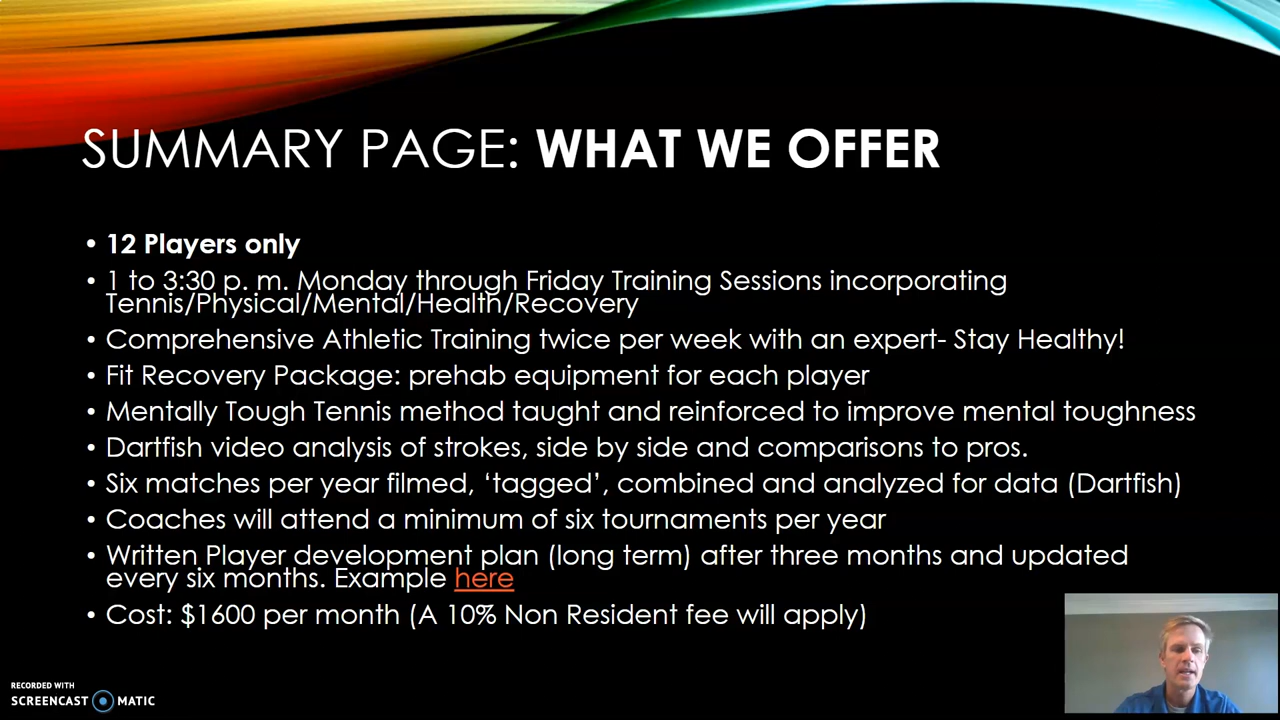 SUMMARY PAGE: WHAT WE OFFER
• 12 Players only
• 1 to 3:30 p. m. Monday through Friday Training Sessions incorporating
Tennis/Physical/Mental/Health/Recovery
• Comprehensive Athletic Training twice per week with an expert- Stay Healthy!
• Fit Recovery Package: prehab equipment for each player
• Mentally Tough Tennis method taught and reinforced to improve mental toughness
• Dartfish video analysis of strokes, side by side and comparisons to pros.
• Six matches per year filmed, ‘tagged’, combined and analyzed for data (Dartfish)
• Coaches will attend a minimum of six tournaments per year
• Written Player development plan (long term) after three months and updated
every six months. Example here
• Cost: $1600 per month (A 10% Non Resident fee will apply)
RECORDED WITH
SCREENCAST MATIC